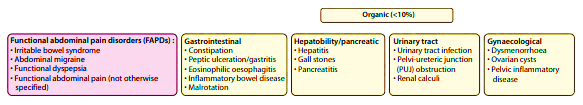 Organic (<10%)
Functional abdominal pain disorders (FAPDs) :
• Irritable bowel syndrome
• Abdominal migraine
• Functional dyspepsia
• Functional abdominal pain (not otherwise
specified)
Gastrointestinal
• Constipation
• Peptic ulceration/gastritis
• Eosinophilic oesophagitis
• Inflammatory bowel disease
• Malrotation
Hepatobility/pancreatic
• Hepatitis
• Gall stones
• Pancreatitis
Urinary tract
• Urinary tract infection
• Pelvi-ureteric junction
(PUJ) obstruction
• Renal calculi
Gynaecological
• Dysmenorrhoea
• Ovarian cysts
• Pelvic inflammatory
disease